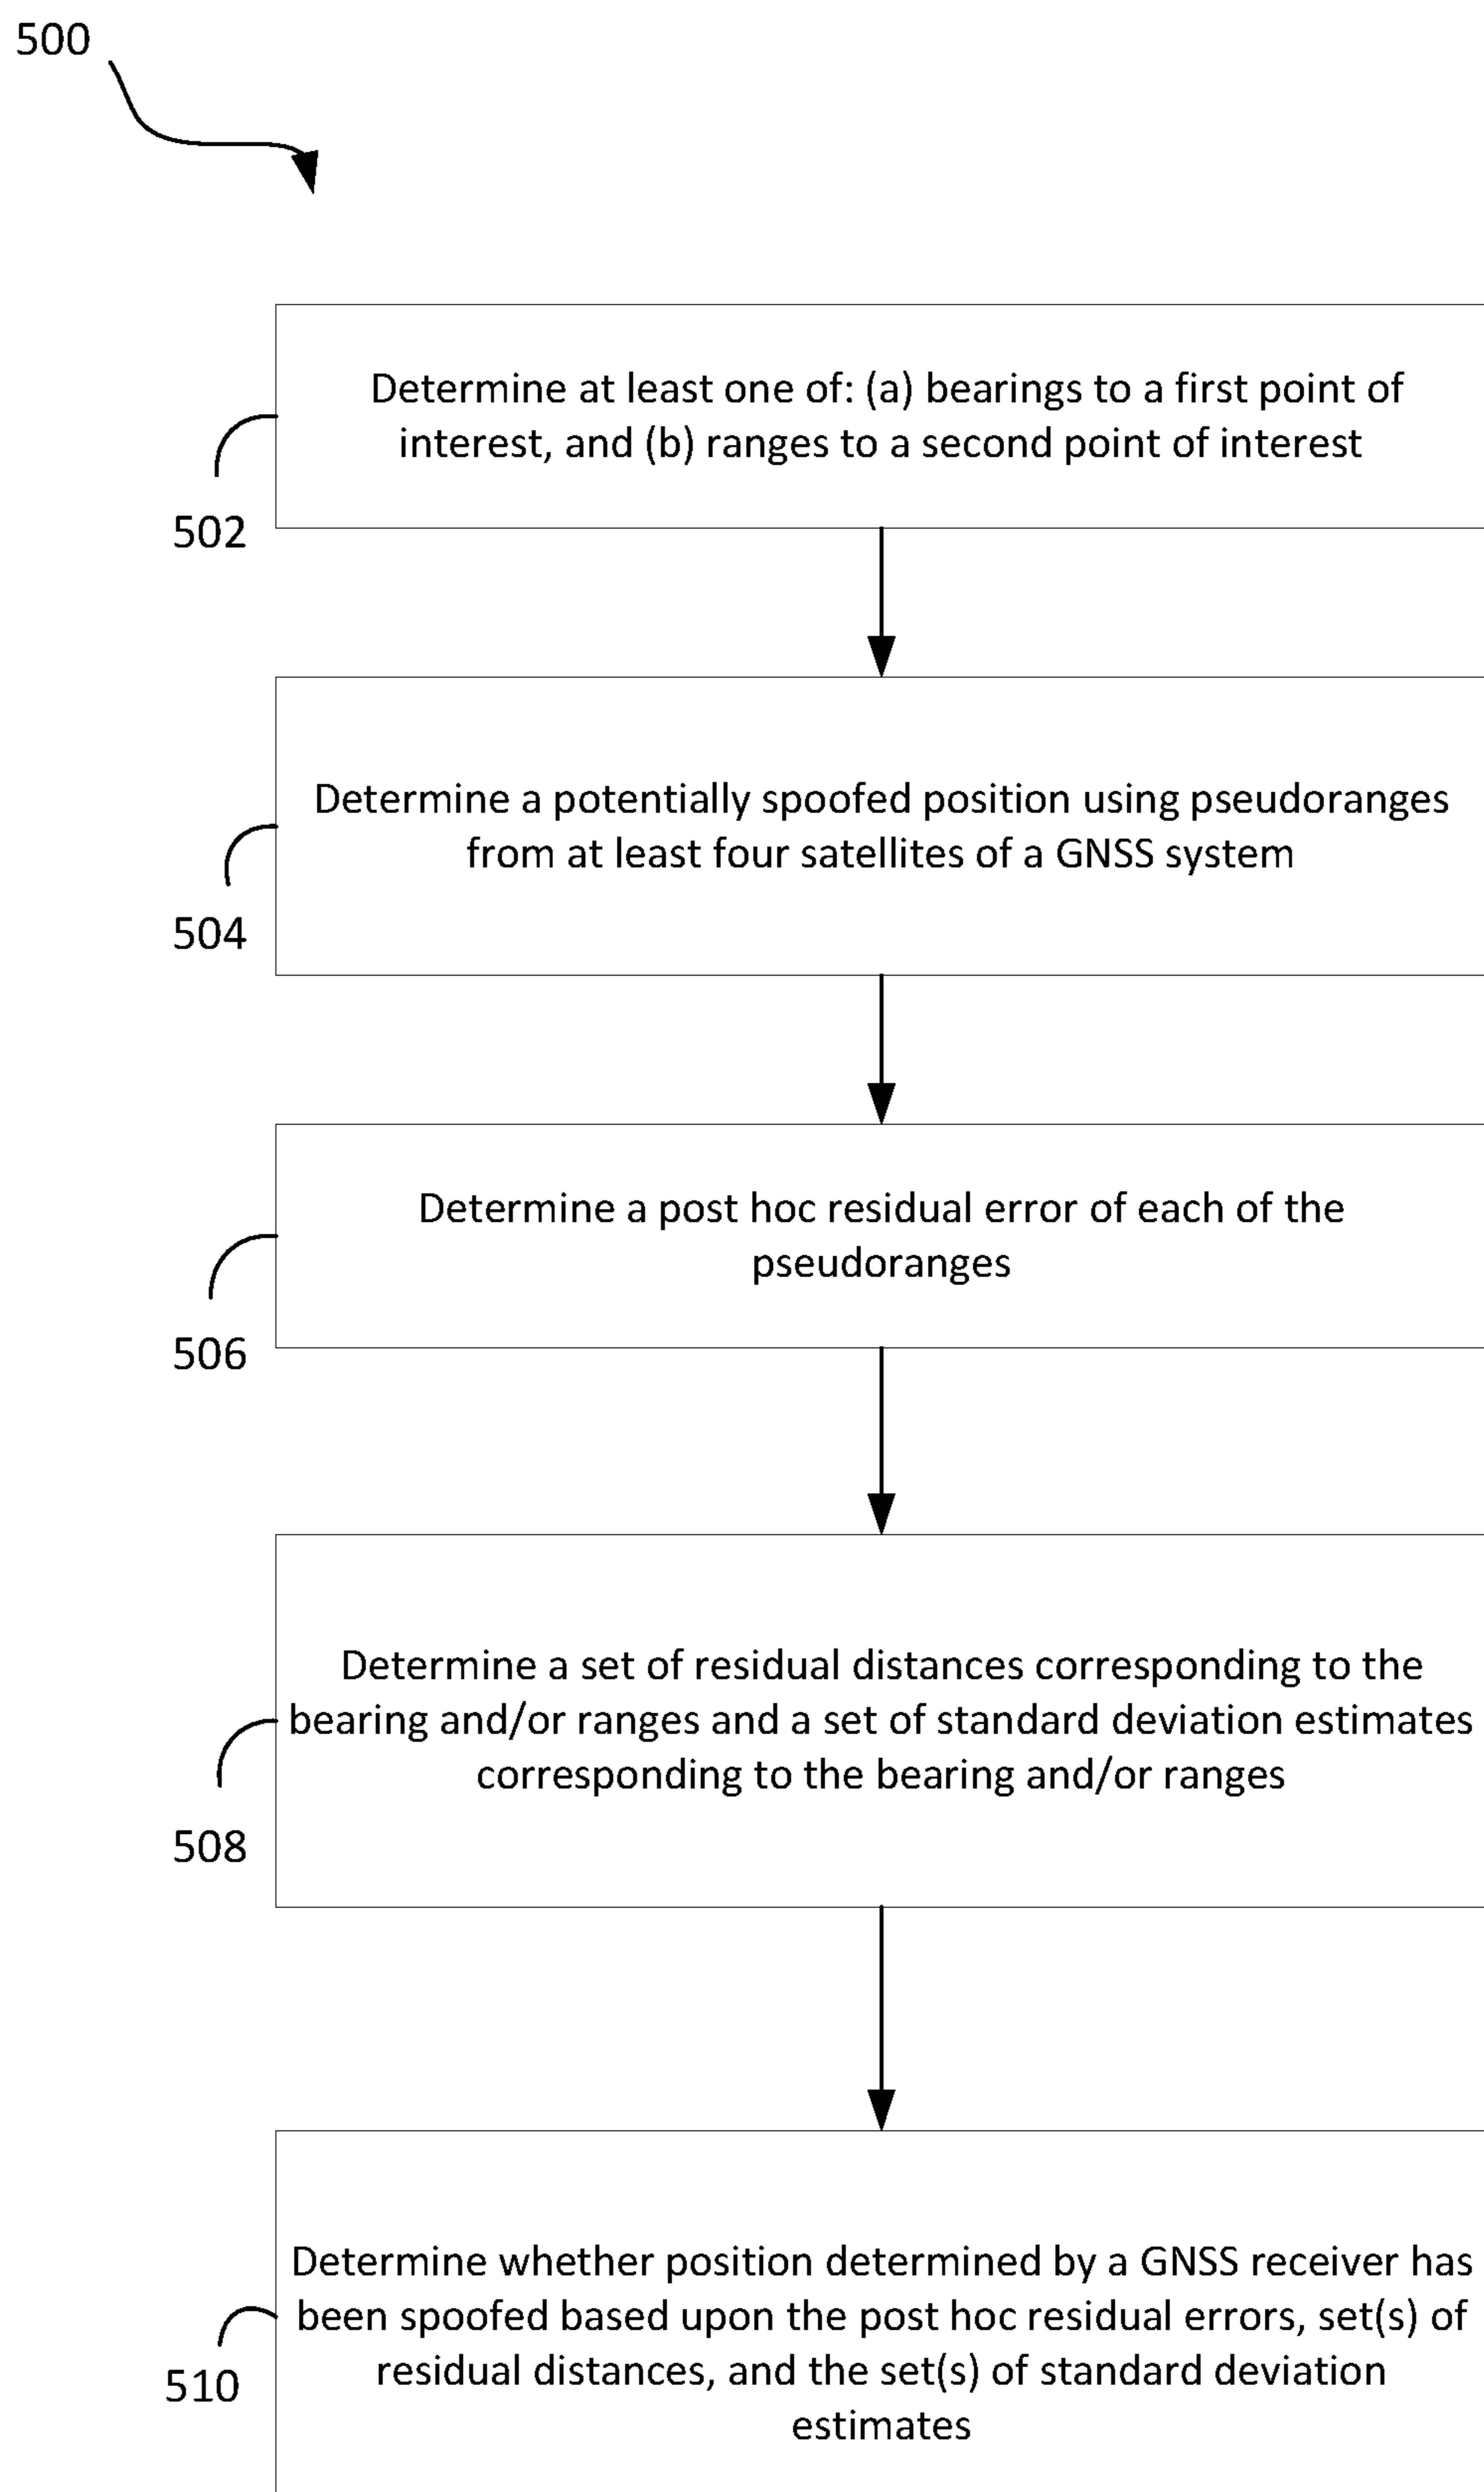 500
Determine at least one of: (a) bearings to a first point of
interest, and (b) ranges to a second point of interest
502
Determine a potentially spoofed position using pseudoranges
from at least four satellites of a GNSS system
504
Determine a post hoc residual error of each of the
pseudoranges
506
Determine a set of residual distances corresponding to the
bearing and/or ranges and a set of standard deviation estimates
corresponding to the bearing and/or ranges
508
Determine whether position determined by a GNSS receiver has
been spoofed based upon the post hoc residual errors, set(s) of
residual distances, and the set(s) of standard deviation
estimates
510